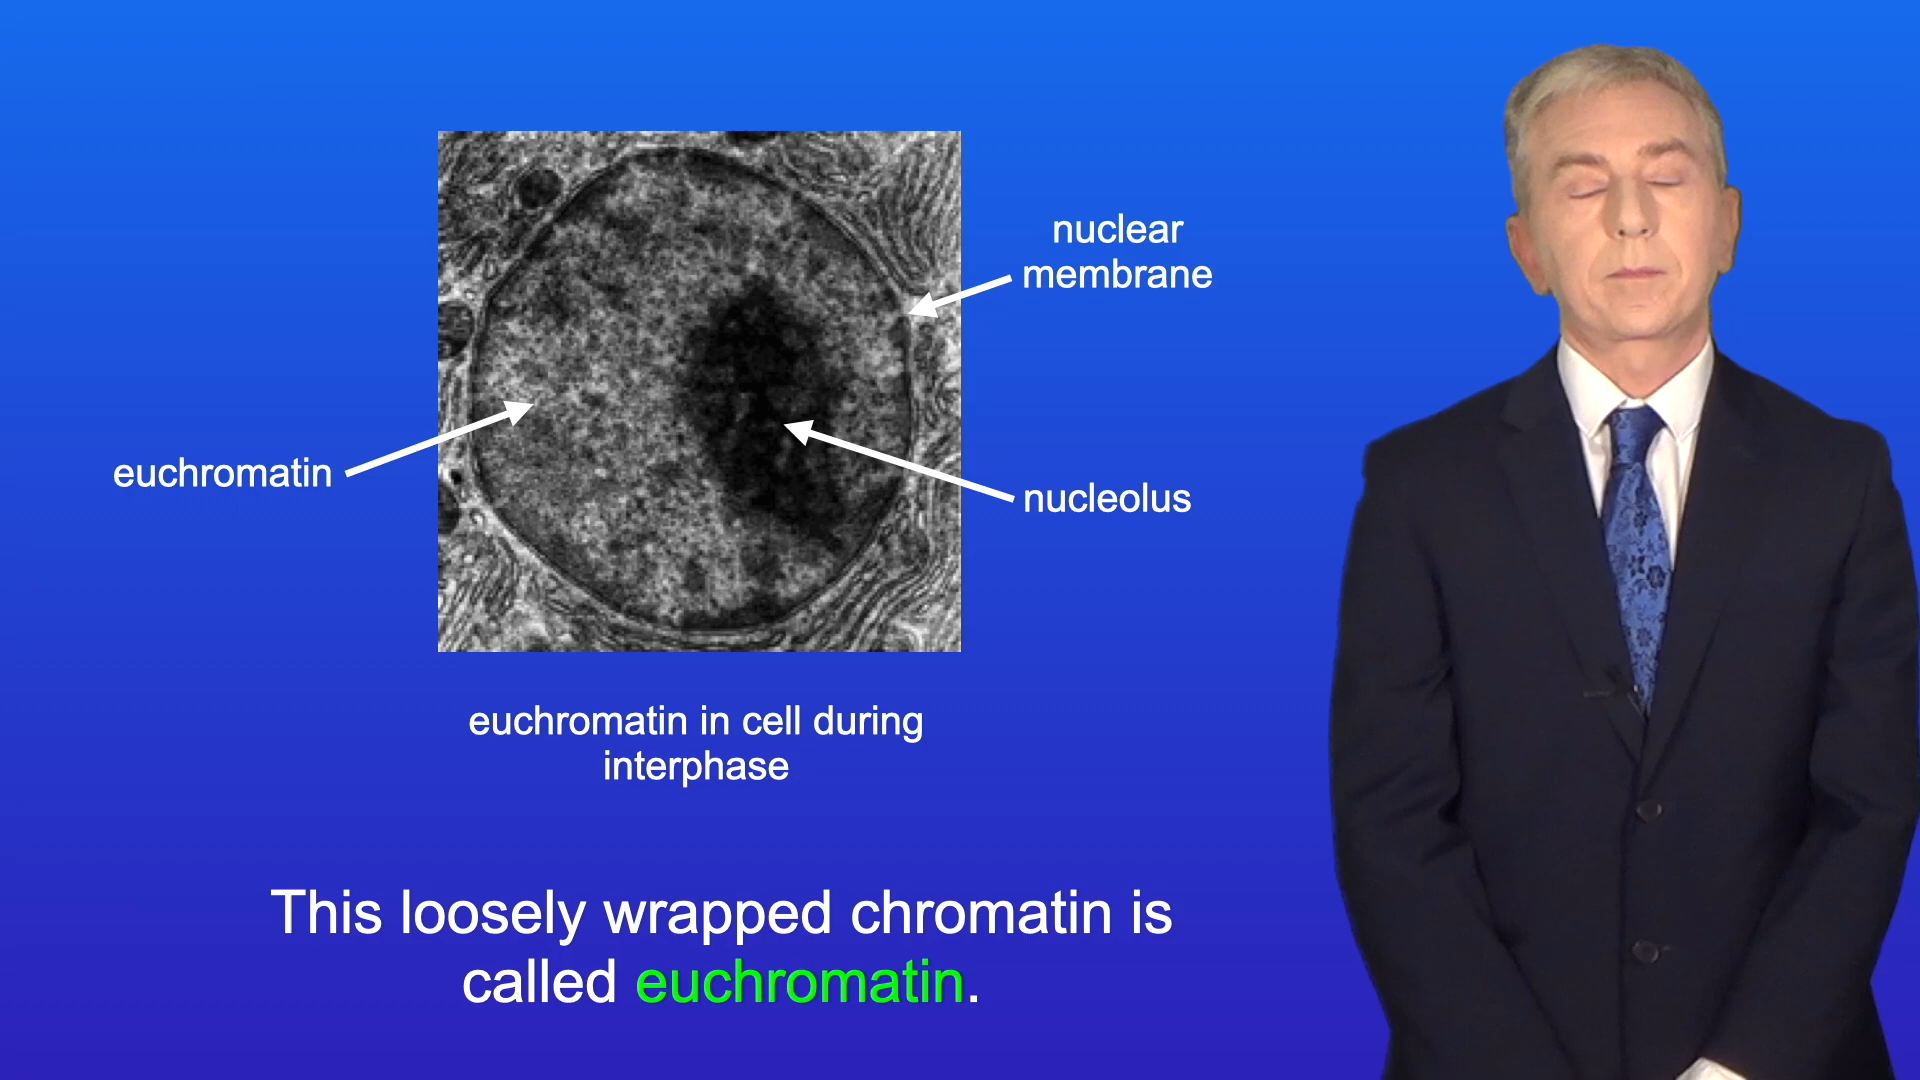 nuclear
membrane
euchromatin
nucleolus
euchromatin in cell during
interphase
This loosely wrapped chromatin is
called euchromatin.